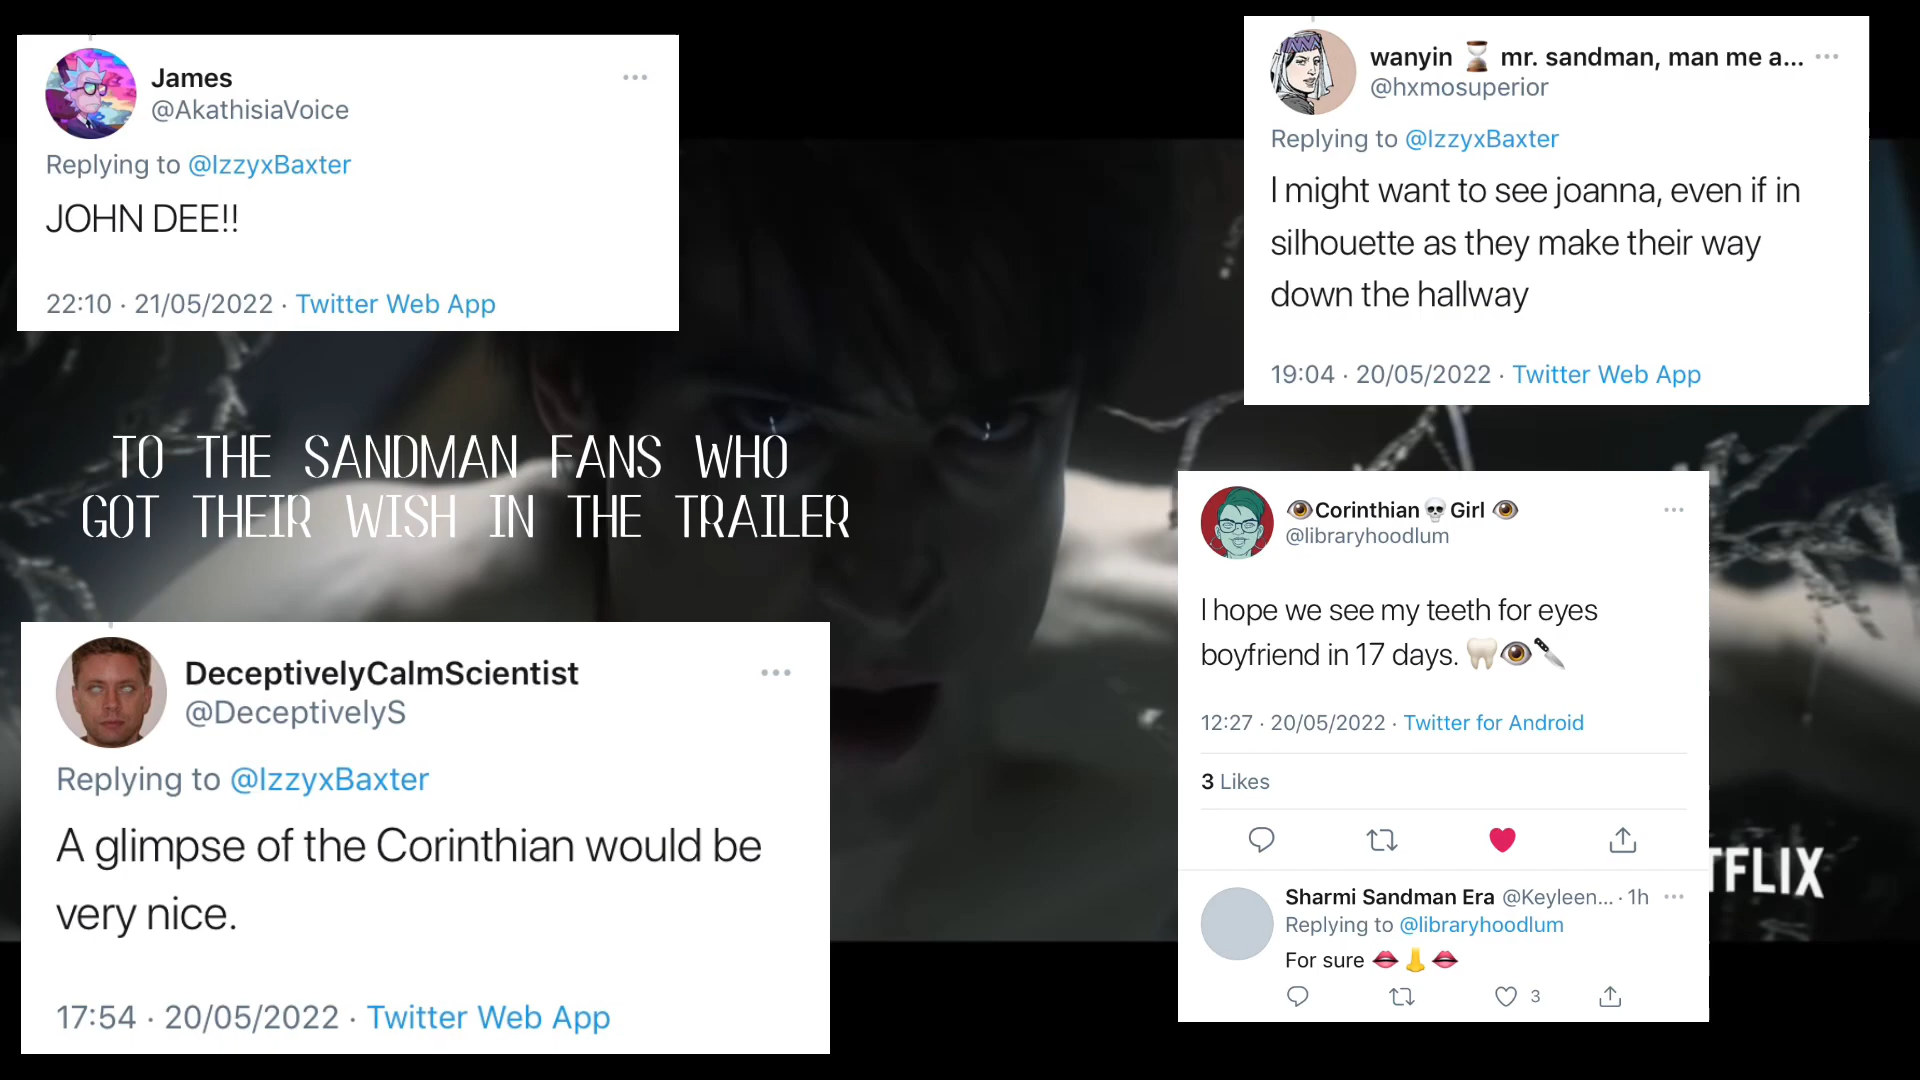 James
@AkathisiaVoice
Replying to @IzzyxBaxter
JOHN DEE!!
22:10 · 21/05/2022 · Twitter Web App
wanyin ⏳ mr. sandman, man me a...
@hxmosuperior
Replying to @IzzyxBaxter
I might want to see joanna, even if in
silhouette as they make their way
down the hallway
19:04 · 20/05/2022 · Twitter Web App
TO THE SANDMAN FANS WHO
GOT THEIR WISH IN THE TRAILER
DeceptivelyCalmScientist
@DeceptivelyS
Replying to @IzzyxBaxter
A glimpse of the Corinthian would be
very nice.
17:54 · 20/05/2022 · Twitter Web App
👁Corinthian💀Girl 👁
@libraryhoodlum
I hope we see my teeth for eyes
boyfriend in 17 days. 🦷👁🔪
12:27 · 20/05/2022 · Twitter for Android
3 Likes
Sharmi Sandman Era @Keyleen... · 1h
Replying to @libraryhoodlum
For sure 👄👃👄
3
TFLIX